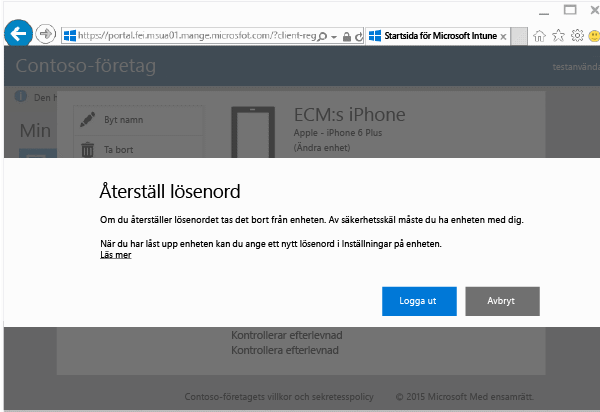 https://portal.fei.msua01.mange.microsfot.com/?client-reg
Startsida för Microsoft Intune
Contoso-företag
testanvända
Den h
Min
Byt namn
Ta bort
ECM:s iPhone
Apple - iPhone 6 Plus
(Ändra enhet)
Återställ lösenord
Om du återställer lösenordet tas det bort från enheten. Av säkerhetsskäl måste du ha enheten med dig.
När du har låst upp enheten kan du ange ett nytt lösenord i Inställningar på enheten.
Läs mer
Logga ut
Avbryt
Kontrollerar efterlevnad
Kontrollera efterlevnad
Contoso-företagets villkor och sekretesspolicy
© 2015 Microsoft Med ensamrätt.